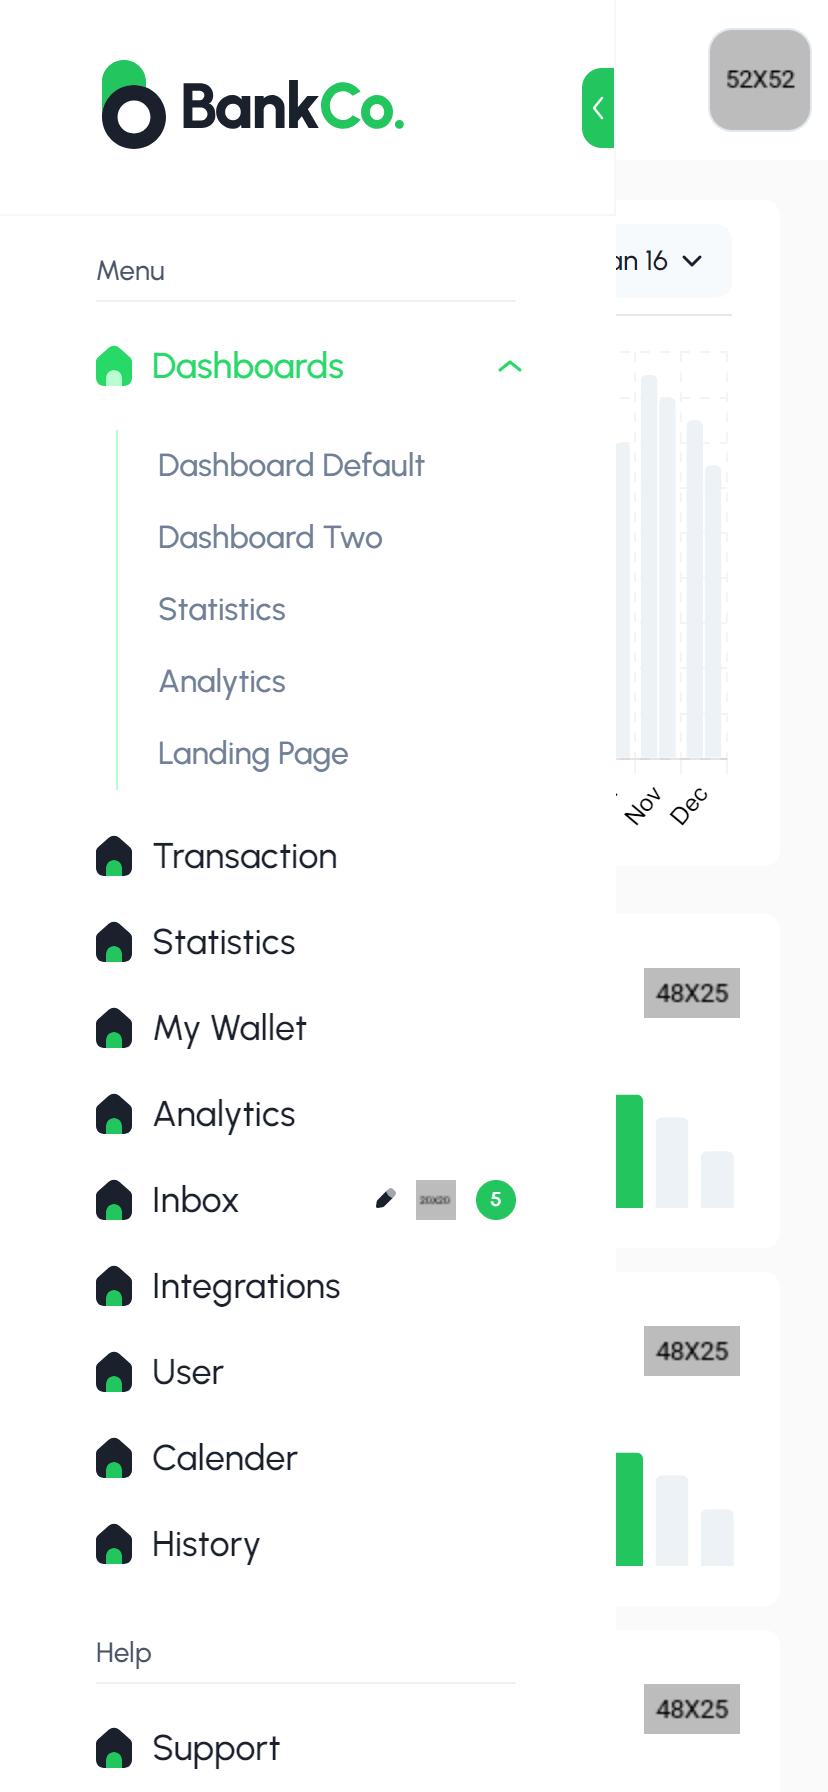 BankCo.
52X52
Menu
an 16
Dashboards
Dashboard Default
Dashboard Two
Statistics
Analytics
Landing Page
Nov
Dec
Transaction
Statistics
48X25
My Wallet
Analytics
Inbox
20X20
5
Integrations
48X25
User
Calender
History
Help
48X25
Support